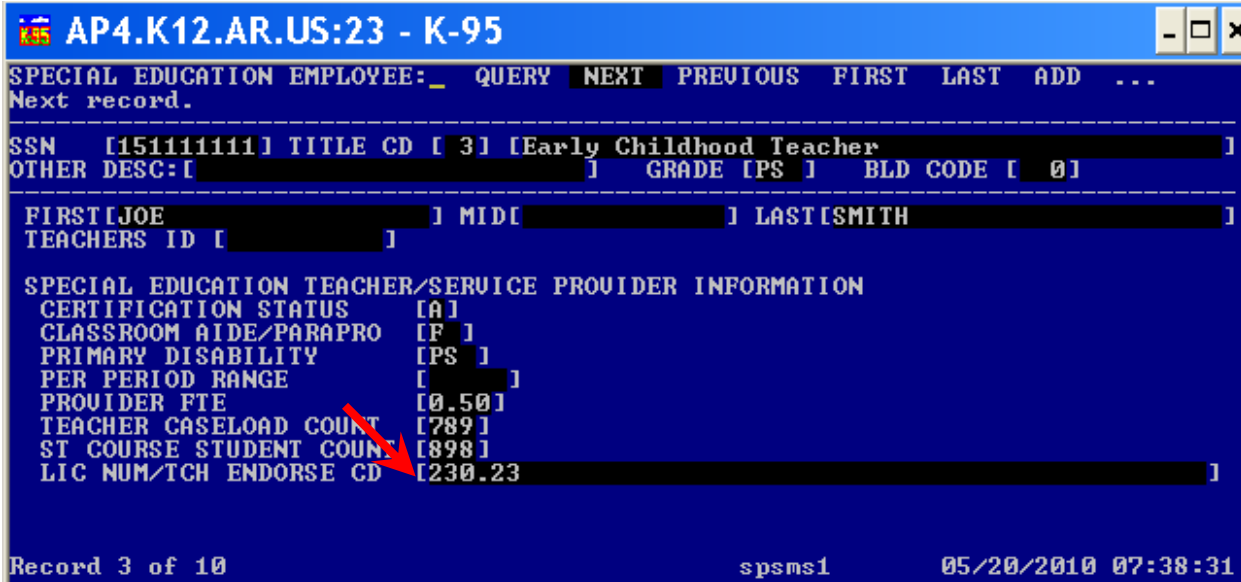 K95 AP4.K12.AR.US:23 - K-95
SPECIAL EDUCATION EMPLOYEE:_ QUERY NEXT PREVIOUS FIRST LAST ADD ...
Next record.
SSN [151111111] TITLE CD [ 3] [Early Childhood Teacher ]
OTHER DESC:[ ] GRADE [PS ] BLD CODE [ 0]
FIRST[JOE ] MID[ ] LAST[SMITH ]
TEACHERS ID [ ]
SPECIAL EDUCATION TEACHER/SERVICE PROVIDER INFORMATION
CERTIFICATION STATUS [A]
CLASSROOM AIDE/PARAPRO [F ]
PRIMARY DISABILITY [PS ]
PER PERIOD RANGE [ ]
PROVIDER FTE [0.50]
TEACHER CASELOAD COUNT [789]
ST COURSE STUDENT COUNT [898]
LIC NUM/TCH ENDORSE CD [230.23 ]
Record 3 of 10 spsms1 05/20/2010 07:38:31